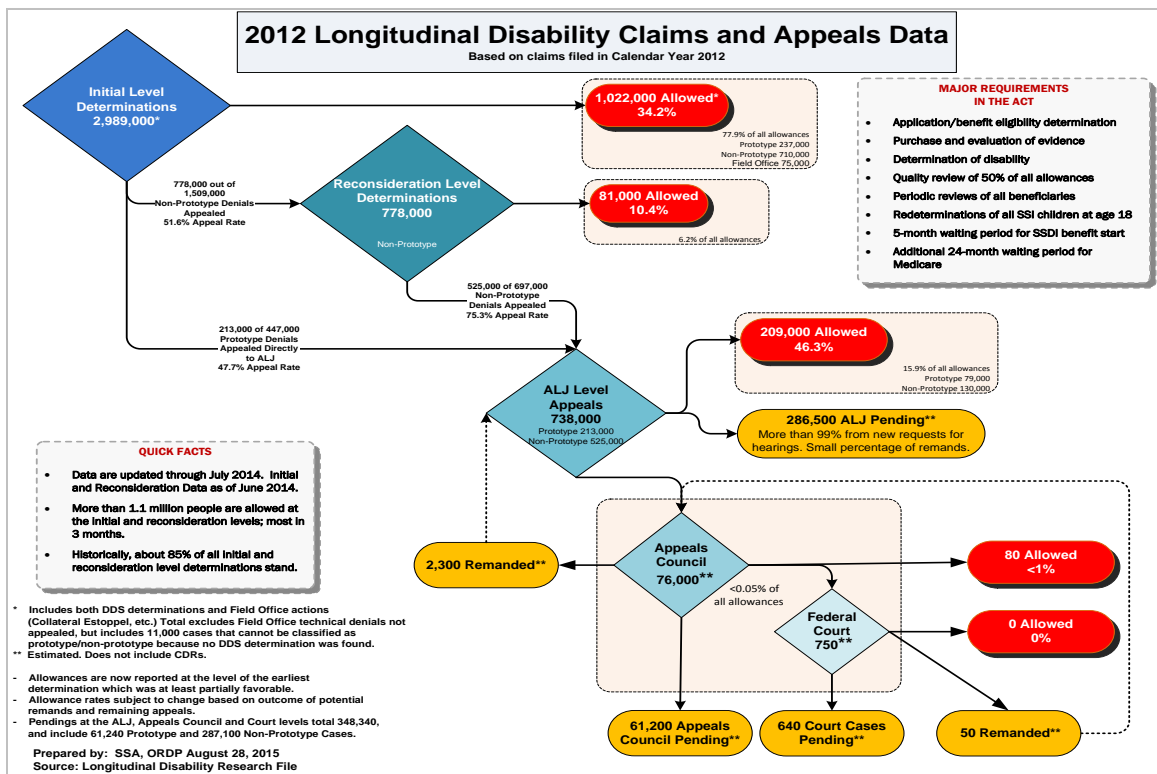 2012 Longitudinal Disability Claims and Appeals Data
Based on claims filed in Calendar Year 2012
Initial Level
Determinations
2,989,000*
1,022,000 Allowed*
34.2%
77.9% of all allowances
Prototype 237,000
Non-Prototype 710,000
Field Office 75,000
MAJOR REQUIREMENTS
IN THE ACT
• Application/benefit eligibility determination
• Purchase and evaluation of evidence
• Determination of disability
• Quality review of 50% of all allowances
• Periodic reviews of all beneficiaries
• Redeterminations of all SSI children at age 18
• 5-month waiting period for SSDI benefit start
• Additional 24-month waiting period for
Medicare
778,000 out of
1,509,000
Non-Prototype Denials
Appealed
51.6% Appeal Rate
Reconsideration Level
Determinations
778,000
Non-Prototype
81,000 Allowed
10.4%
6.2% of all allowances
525,000 of 697,000
Non-Prototype
Denials Appealed
75.3% Appeal Rate
213,000 of 447,000
Prototype Denials
Appealed Directly
to ALJ
47.7% Appeal Rate
ALJ Level
Appeals
738,000
Prototype 213,000
Non-Prototype 525,000
209,000 Allowed
46.3%
15.9% of all allowances
Prototype 79,000
Non-Prototype 130,000
286,500 ALJ Pending**
More than 99% from new requests for
hearings. Small percentage of remands.
QUICK FACTS
• Data are updated through July 2014. Initial
and Reconsideration Data as of June 2014.
• More than 1.1 million people are allowed at
the initial and reconsideration levels; most in
3 months.
• Historically, about 85% of all initial and
reconsideration level determinations stand.
2,300 Remanded**
Appeals
Council
76,000**
<0.05% of
all allowances
80 Allowed
<1%
Federal
Court
750**
0 Allowed
0%
61,200 Appeals
Council Pending**
640 Court Cases
Pending**
50 Remanded**
* Includes both DDS determinations and Field Office actions
(Collateral Estoppel, etc.) Total excludes Field Office technical denials not
appealed, but includes 11,000 cases that cannot be classified as
prototype/non-prototype because no DDS determination was found.
** Estimated. Does not include CDRs.
- Allowances are now reported at the level of the earliest
determination which was at least partially favorable.
- Allowance rates subject to change based on outcome of potential
remands and remaining appeals.
- Pendings at the ALJ, Appeals Council and Court levels total 348,340,
and include 61,240 Prototype and 287,100 Non-Prototype Cases.
Prepared by: SSA, ORDP August 28, 2015
Source: Longitudinal Disability Research File